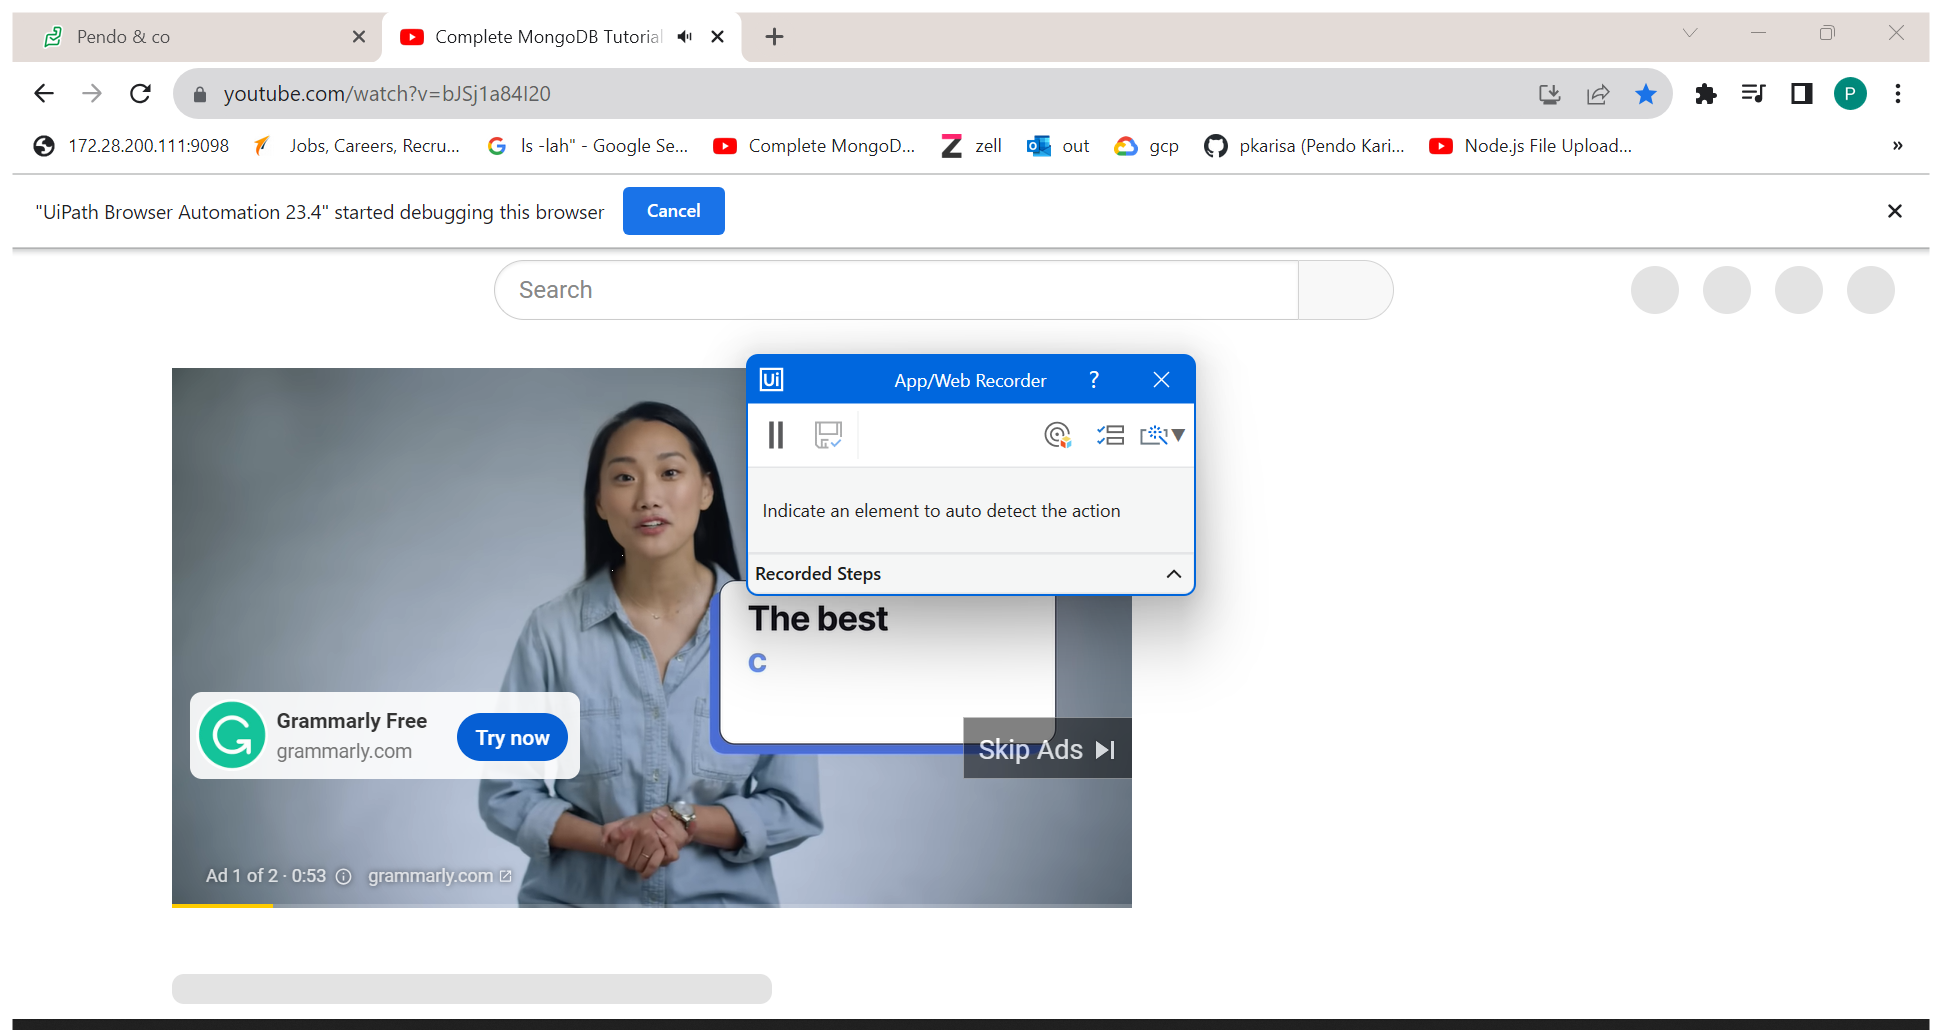 Pendo & co
Complete MongoDB Tutorial
youtube.com/watch?v=bJSj1a84I20
P
172.28.200.111:9098
Jobs, Careers, Recru...
ls -lah" - Google Se...
Complete MongoD...
zell
out
gcp
pkarisa (Pendo Kari...
Node.js File Upload...
»
"UiPath Browser Automation 23.4" started debugging this browser
Cancel
Search
Ui
App/Web Recorder
?
Indicate an element to auto detect the action
Recorded Steps
The best
c
Grammarly Free
grammarly.com
Try now
Skip Ads
Ad 1 of 2 · 0:53
grammarly.com